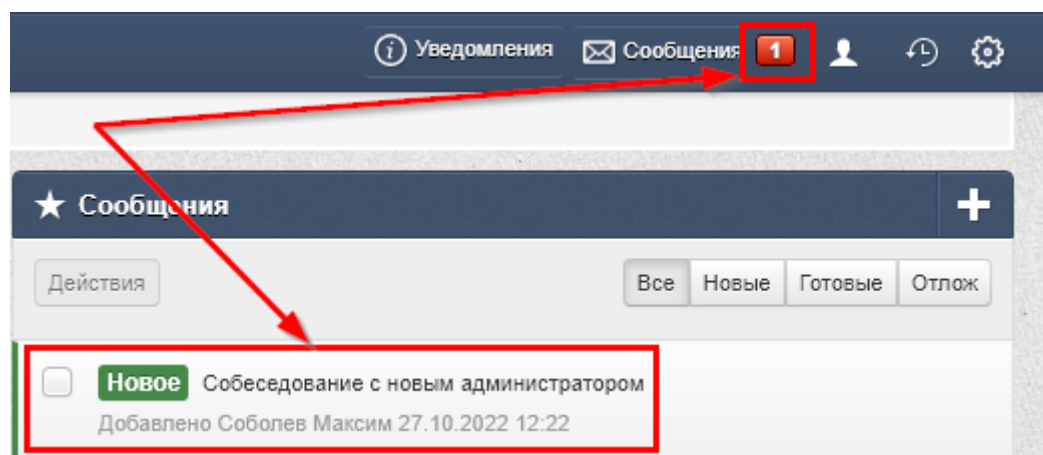 Уведомления Сообщения 1
Сообщения
Действия Все Новые Готовые Отлож
Новое Собеседование с новым администратором
Добавлено Соболев Максим 27.10.2022 12:22